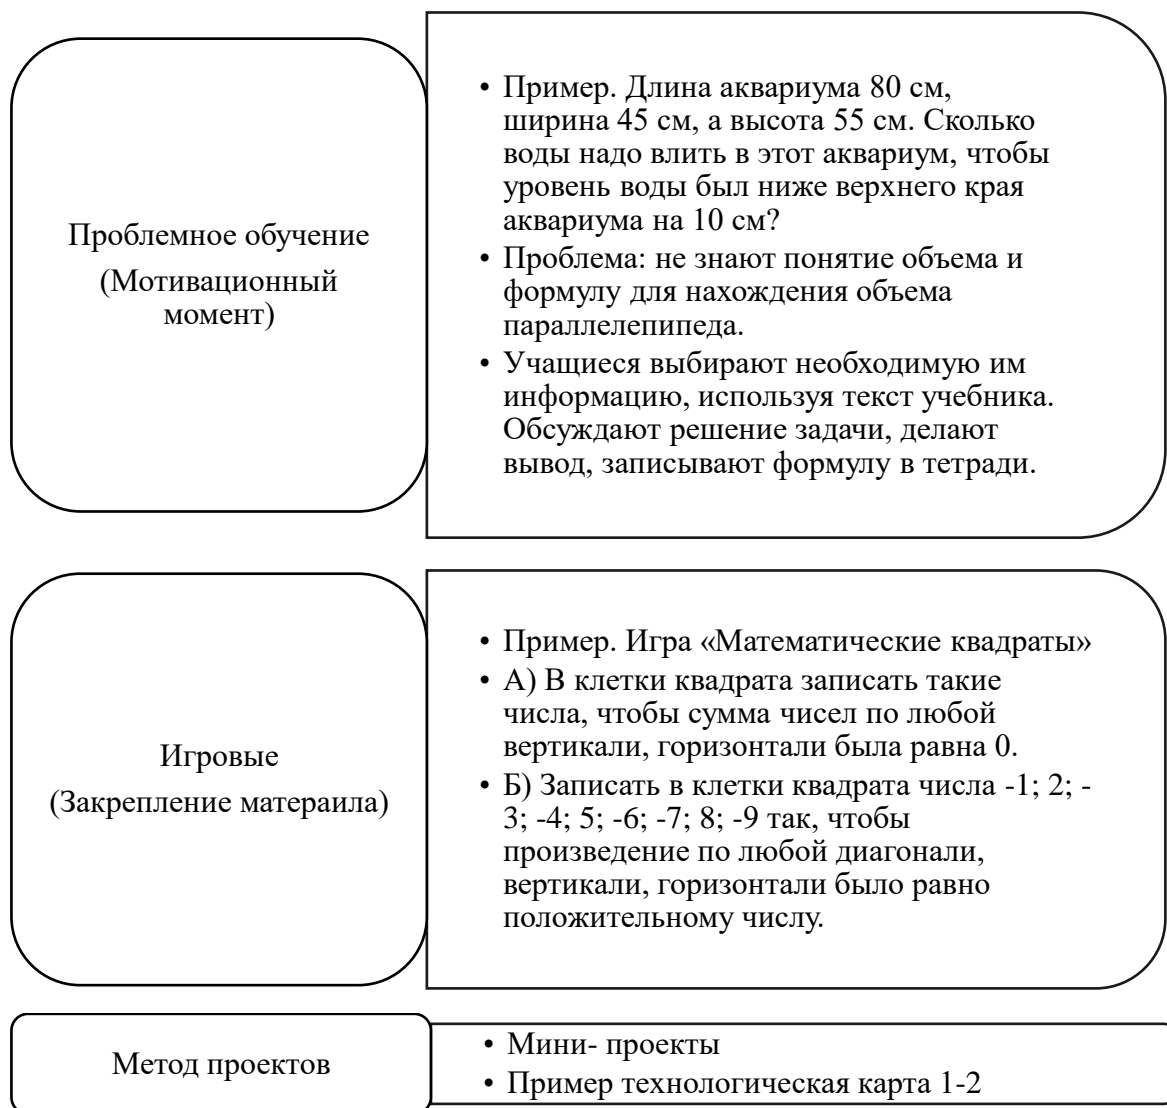 Проблемное обучение
(Мотивационный
момент)
• Пример. Длина аквариума 80 см,
ширина 45 см, а высота 55 см. Сколько
воды надо влить в этот аквариум, чтобы
уровень воды был ниже верхнего края
аквариума на 10 см?
• Проблема: не знают понятие объема и
формулу для нахождения объема
параллелепипеда.
• Учащиеся выбирают необходимую им
информацию, используя текст учебника.
Обсуждают решение задачи, делают
вывод, записывают формулу в тетради.
Игровые
(Закрепление матераила)
• Пример. Игра «Математические квадраты»
• А) В клетки квадрата записать такие
числа, чтобы сумма чисел по любой
вертикали, горизонтали была равна 0.
• Б) Записать в клетки квадрата числа -1; 2; -
3; -4; 5; -6; -7; 8; -9 так, чтобы
произведение по любой диагонали,
вертикали, горизонтали было равно
положительному числу.
Метод проектов
• Мини- проекты
• Пример технологическая карта 1-2